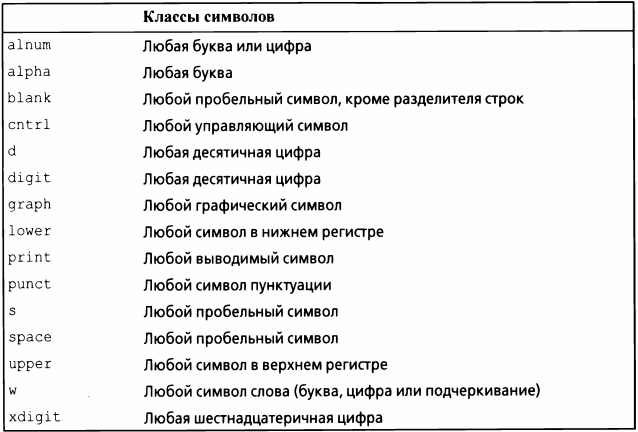 Классы символов
alnum Любая буква или цифра
alpha Любая буква
blank Любой пробельный символ, кроме разделителя строк
cntrl Любой управляющий символ
d Любая десятичная цифра
digit Любая десятичная цифра
graph Любой графический символ
lower Любой символ в нижнем регистре
print Любой выводимый символ
punct Любой символ пунктуации
s Любой пробельный символ
space Любой пробельный символ
upper Любой символ в верхнем регистре
w Любой символ слова (буква, цифра или подчеркивание)
xdigit Любая шестнадцатеричная цифра